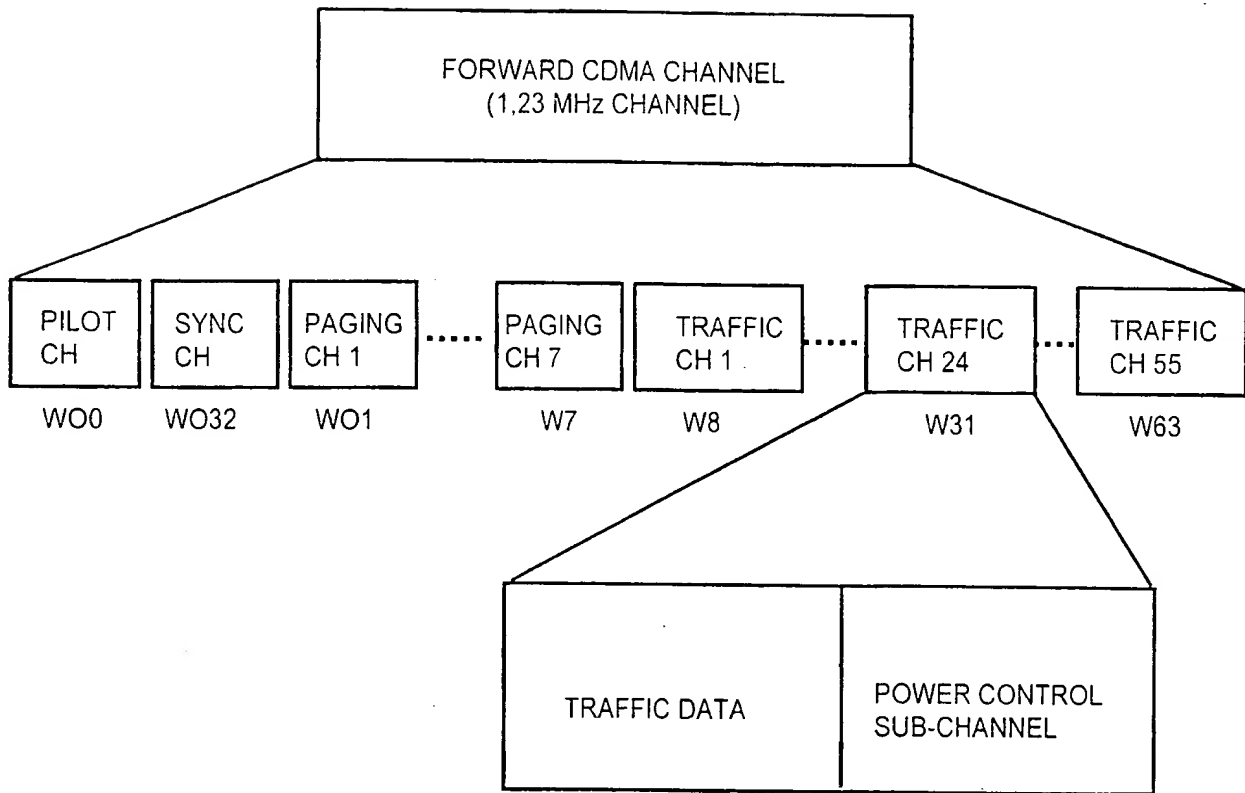 FORWARD CDMA CHANNEL
(1,23 MHz CHANNEL)
PILOT
CH
SYNC
CH
PAGING
CH 1
PAGING
CH 7
TRAFFIC
CH 1
TRAFFIC
CH 24
TRAFFIC
CH 55
WO0
WO32
WO1
W7
W8
W31
W63
TRAFFIC DATA
POWER CONTROL
SUB-CHANNEL